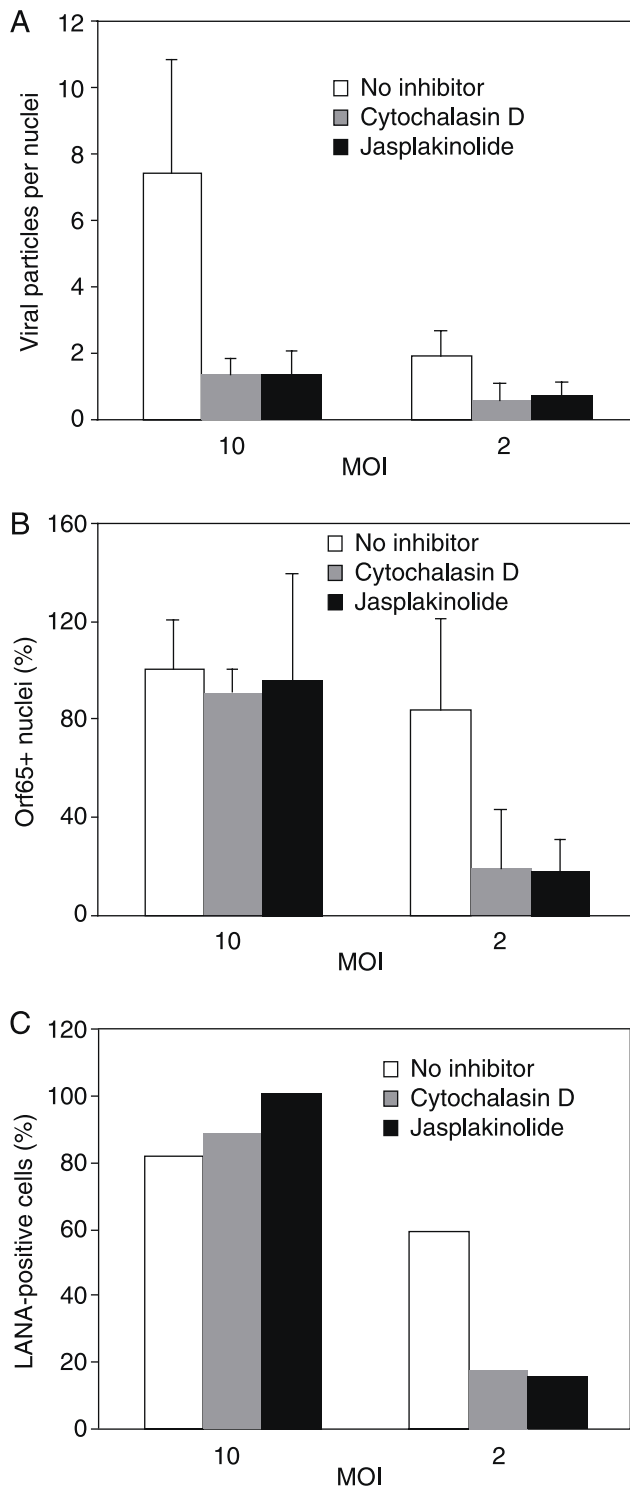 A
Viral particles per nuclei
12
10
8
6
4
2
0
No inhibitor
Cytochalasin D
Jasplakinolide
10
2
MOI
B
Orf65+ nuclei (%)
160
120
80
40
0
No inhibitor
Cytochalasin D
Jasplakinolide
10
2
MOI
C
LANA-positive cells (%)
120
100
80
60
40
20
0
No inhibitor
Cytochalasin D
Jasplakinolide
10
2
MOI